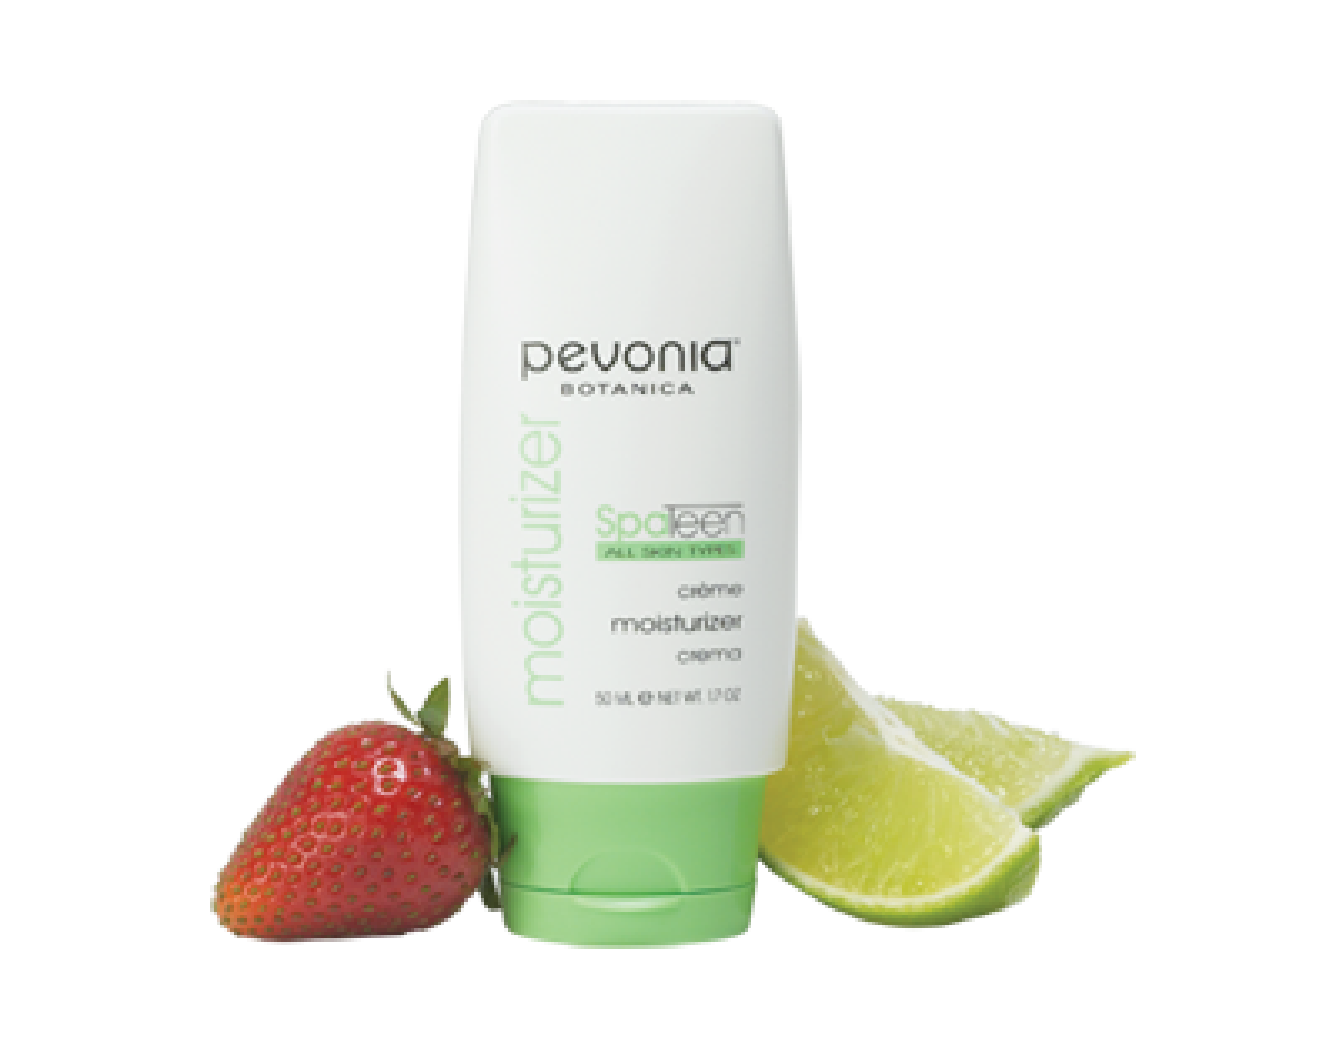 pevonia
BOTANICA
moisturizer
SpaTeen
ALL SKIN TYPES
crème
moisturizer
crema
50 ML ℮ NET WT. 1.7 OZ